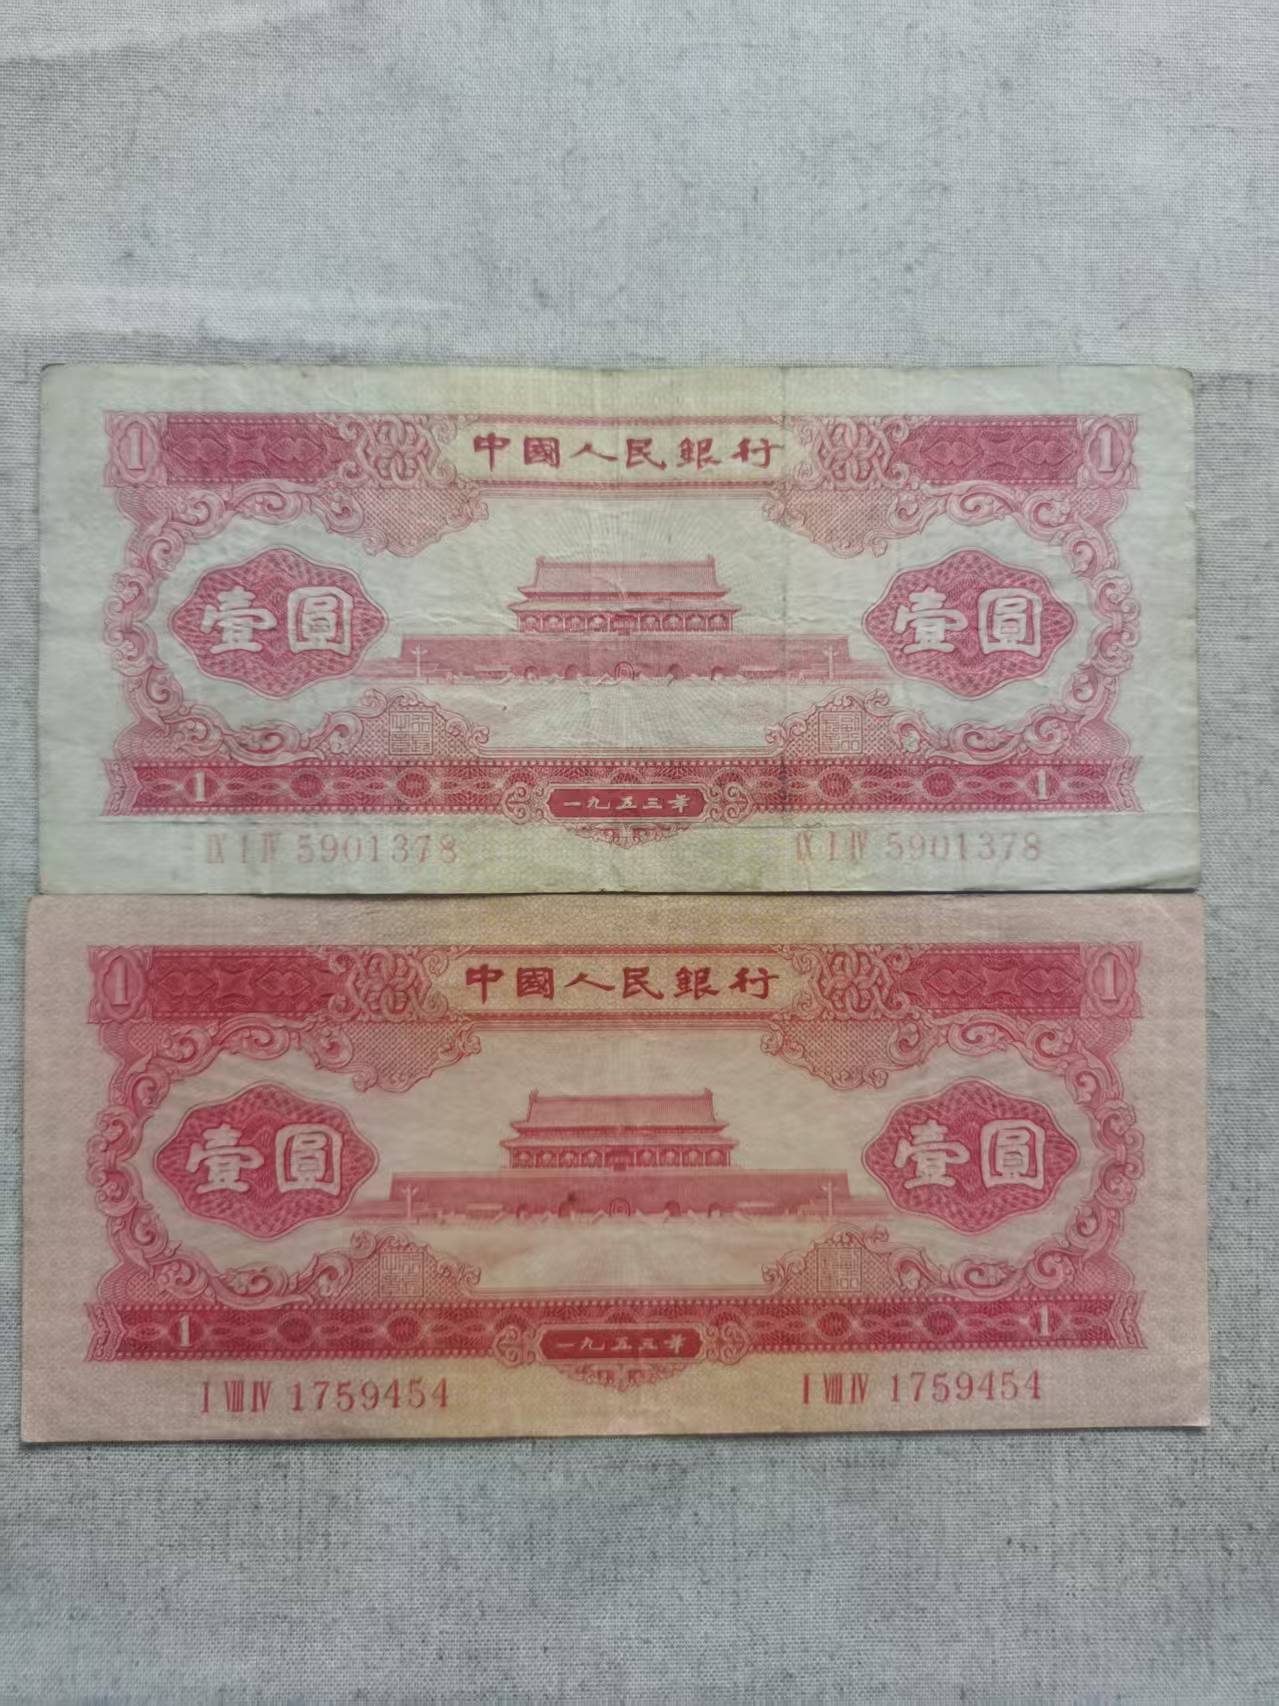 1 中國人民銀行 1
壹圓 壹圓
1 一九五三年 1
IX I IV 5901378 IX I IV 5901378
1 中國人民銀行 1
壹圓 壹圓
1 一九五三年 1
I VIII IV 1759454 I VIII IV 1759454